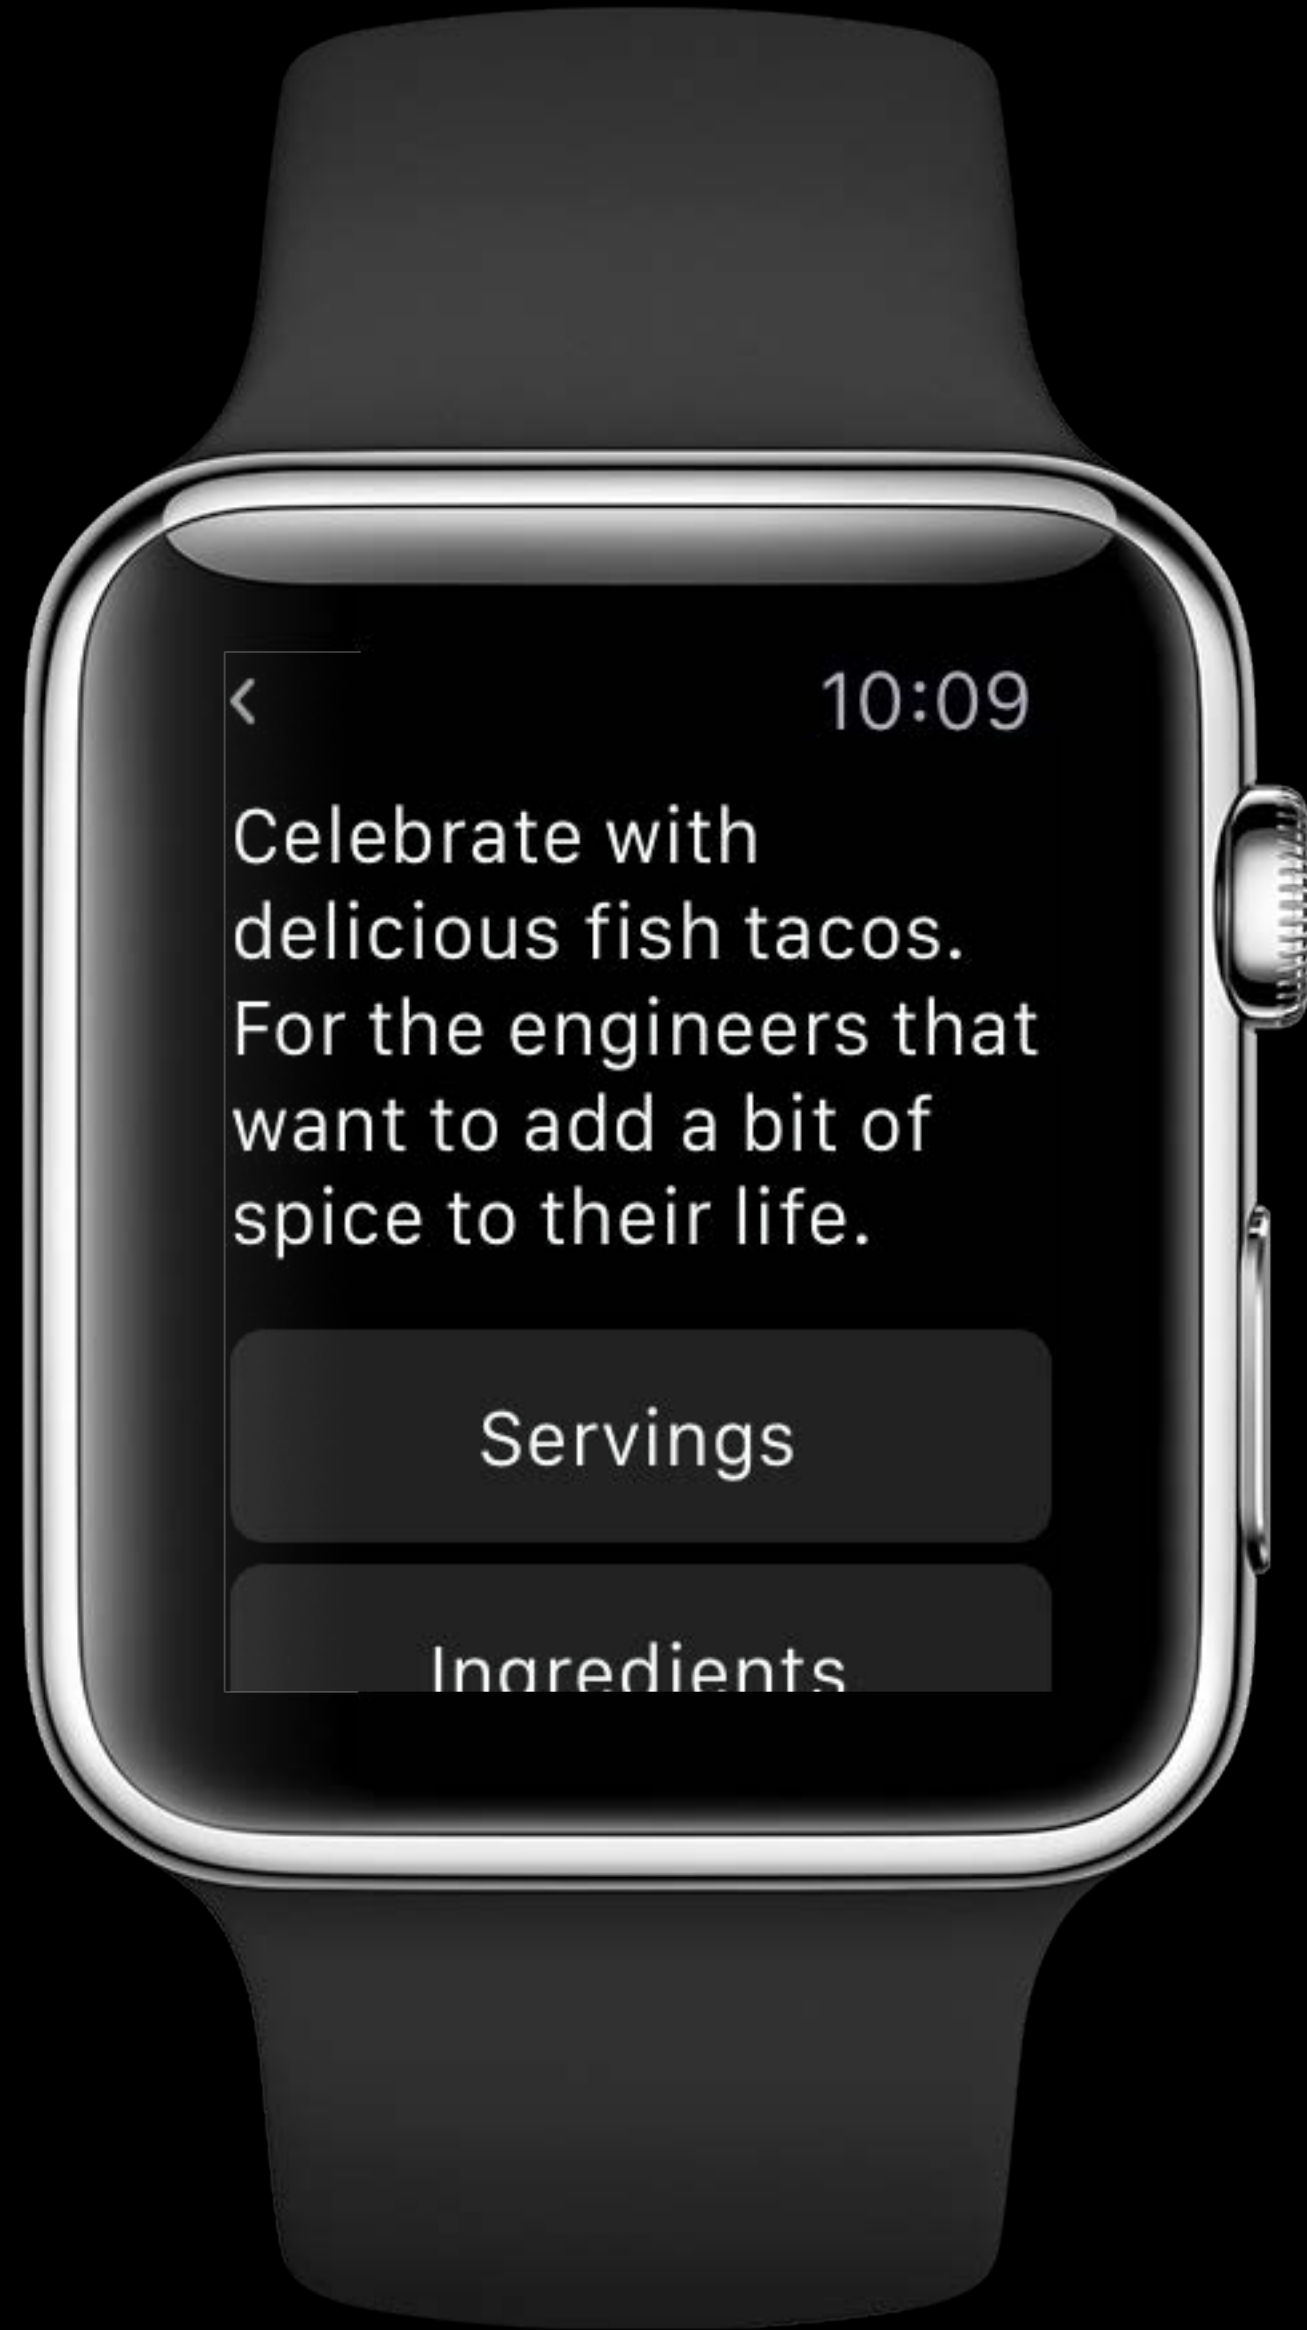 10:09
Celebrate with
delicious fish tacos.
For the engineers that
want to add a bit of
spice to their life.
Servings
Ingredients